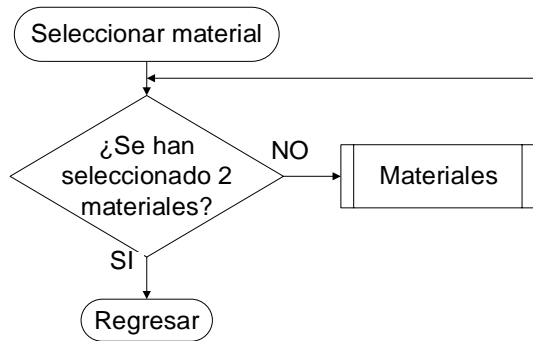 Seleccionar material
¿Se han
seleccionado 2
materiales?
NO
Materiales
SI
Regresar